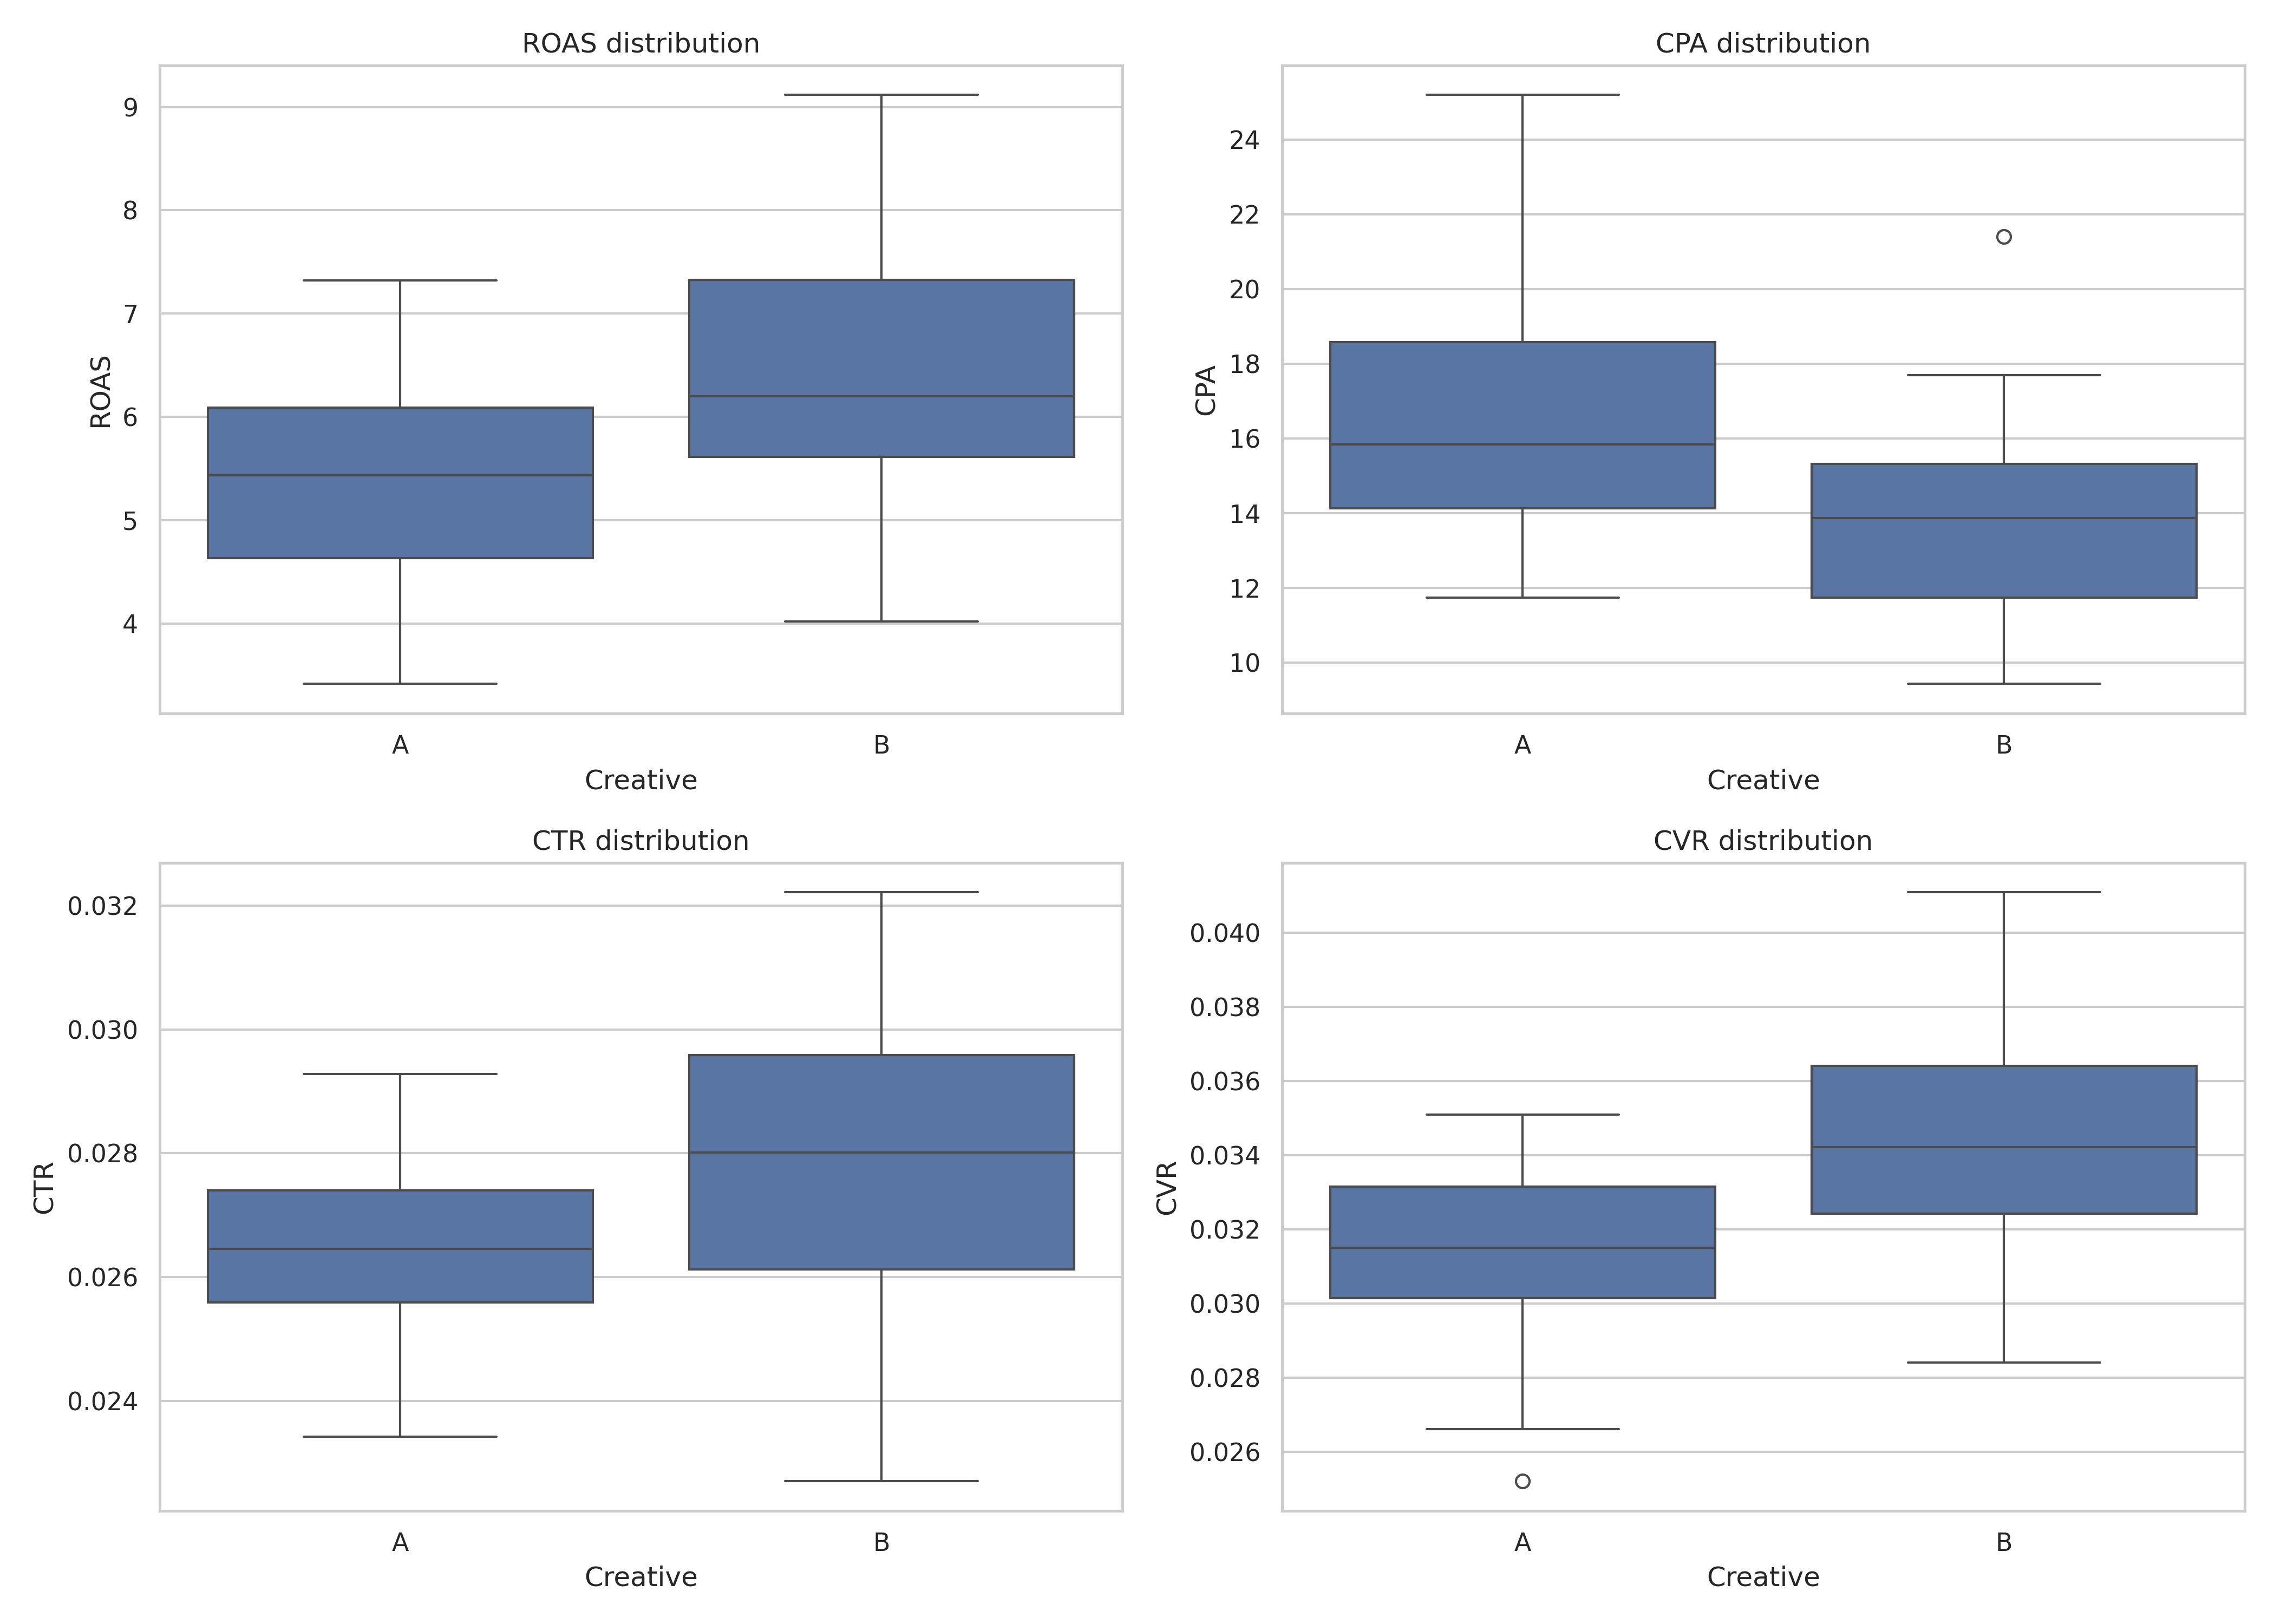 ROAS distribution
9
8
7
6
5
4
ROAS
A
B
Creative
CPA distribution
24
22
20
18
16
14
12
10
CPA
A
B
Creative
CTR distribution
0.032
0.030
0.028
0.026
0.024
CTR
A
B
Creative
CVR distribution
0.040
0.038
0.036
0.034
0.032
0.030
0.028
0.026
CVR
A
B
Creative